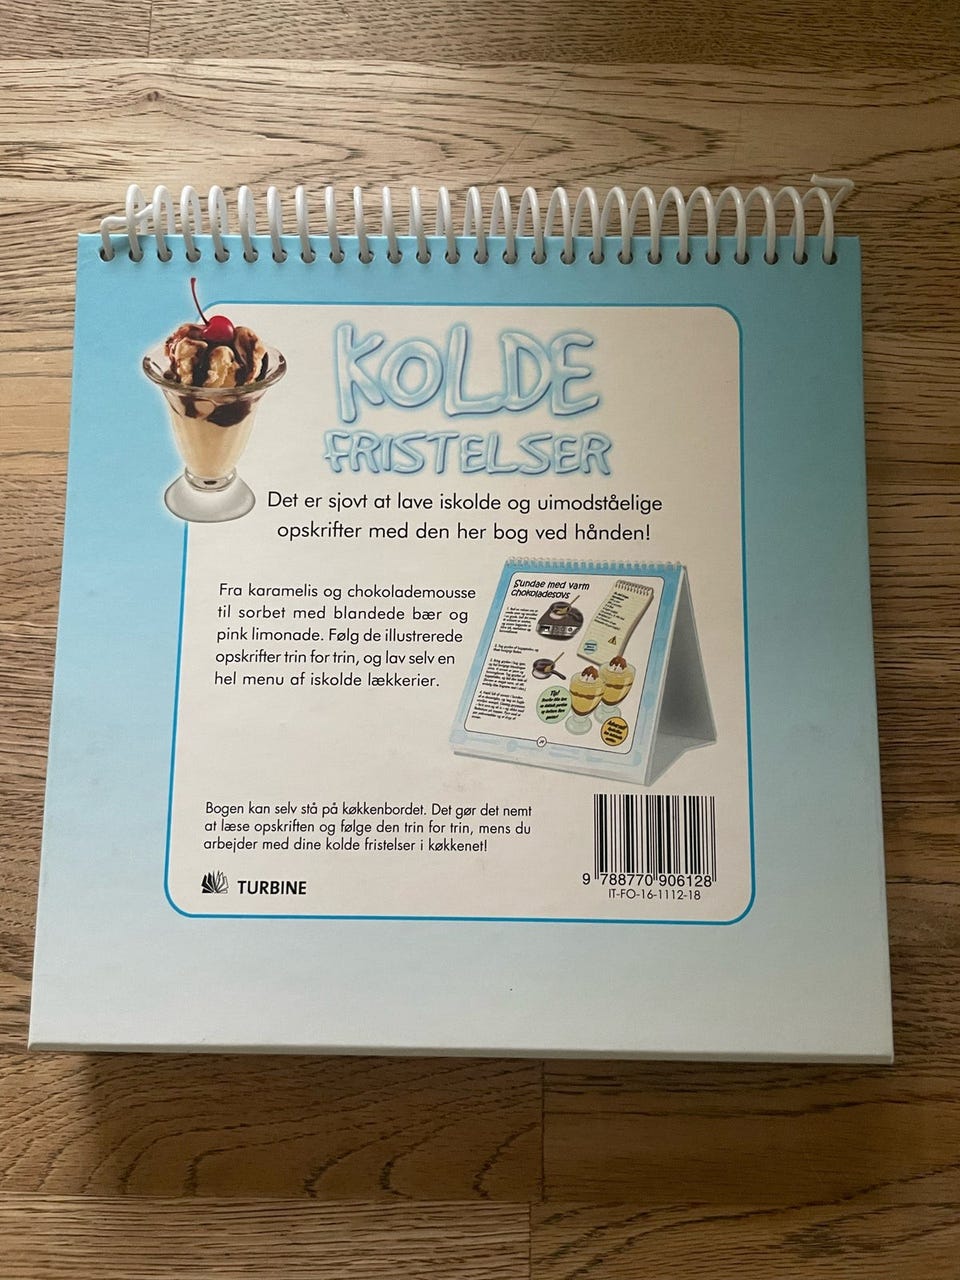 KOLDE
FRISTELSER
Det er sjovt at lave iskolde og uimodståelige
opskrifter med den her bog ved hånden!
Fra karamelis og chokolademousse
til sorbet med blandede bær og
pink limonade. Følg de illustrerede
opskrifter trin for trin, og lav selv en
hel menu af iskolde lækkerier.
Sundae med varm
chokoladesovs
Tip!
Bogen kan selv stå på køkkenbordet. Det gør det nemt
at læse opskriften og følge den trin for trin, mens du
arbejder med dine kolde fristelser i køkkenet!
TURBINE
9 788770 906128
IT-FO-16-1112-18